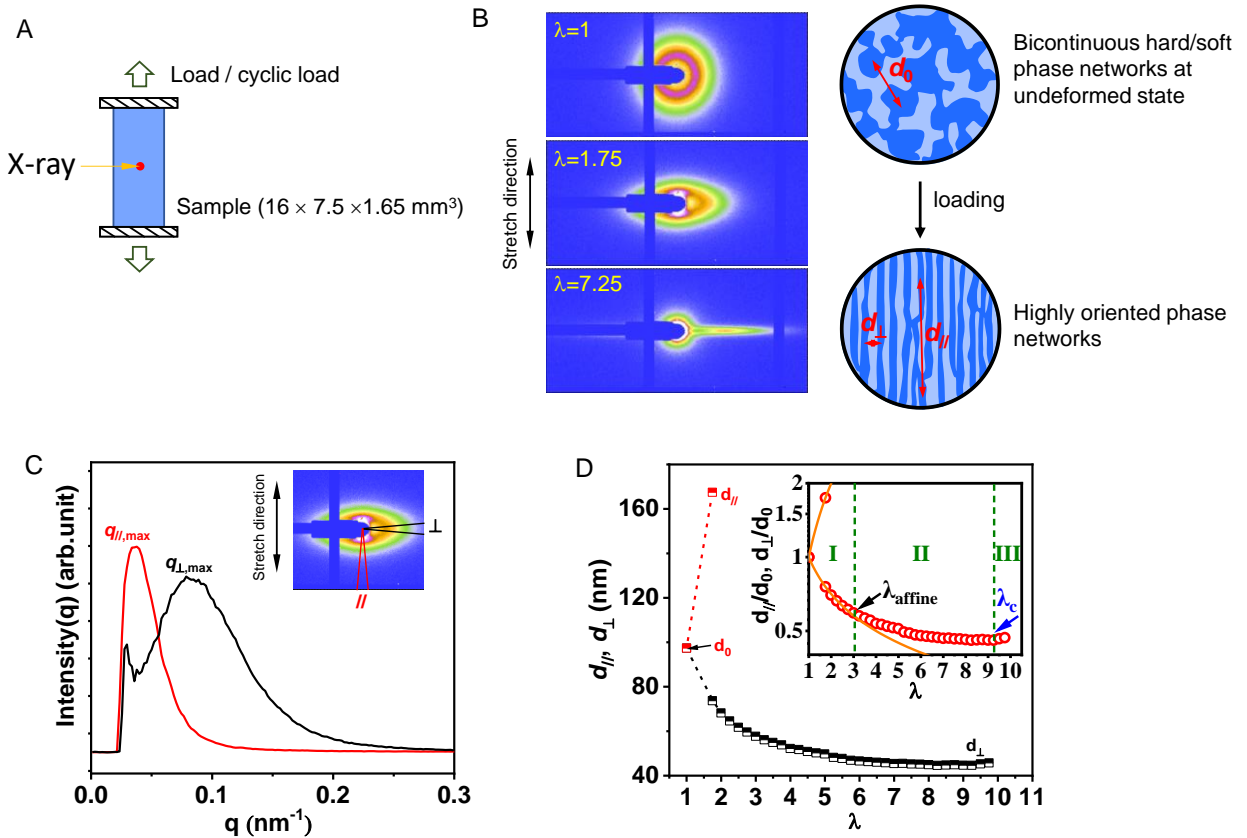 A
Load / cyclic load
X-ray
Sample (16 × 7.5 ×1.65 mm³)
B
Stretch direction
λ=1
λ=1.75
λ=7.25
d₀
Bicontinuous hard/soft
phase networks at
undeformed state
loading
d⊥
d//
Highly oriented phase
networks
C
Intensity(q) (arb.unit)
q//,max
q⊥,max
Stretch direction
⊥
//
0.0 0.1 0.2 0.3
q (nm⁻¹)
D
d//, d⊥ (nm)
160
120
80
40
d//
d₀
d⊥
1 2 3 4 5 6 7 8 9 10 11
λ
d///d₀, d⊥/d₀
2
1.5
1
0.5
I II III
λaffine
λc
1 2 3 4 5 6 7 8 9 10
λ